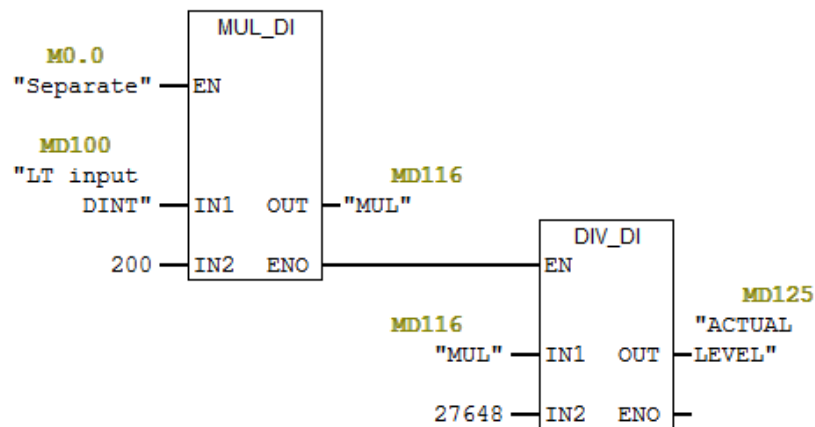 MUL_DI
M0.0
"Separate" EN
MD100
"LT input
DINT" IN1 OUT "MUL"
MD116
200 IN2 ENO
DIV_DI
EN
MD125
"ACTUAL
MD116
"MUL" IN1 OUT LEVEL"
27648 IN2 ENO